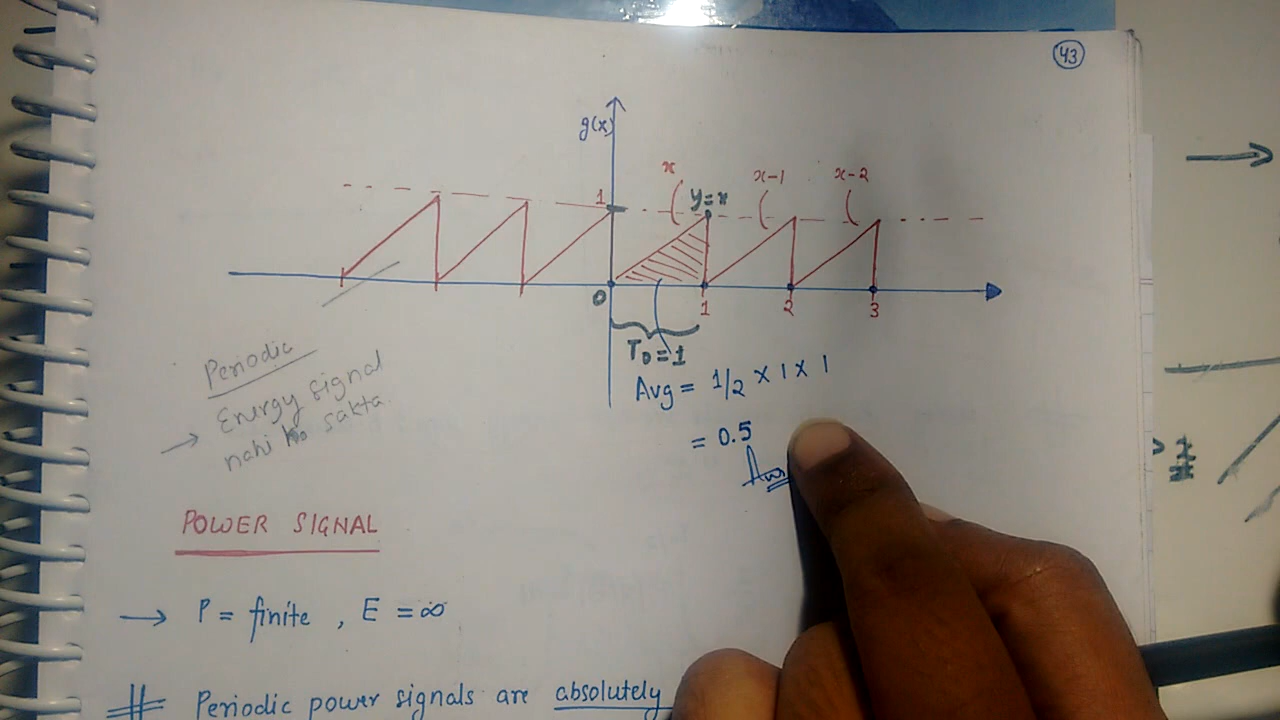 43
g(x)
x x-1 x-2
1 y=x
0 1 2 3
T₀=1
Periodic
→ Energy signal
nahi ho sakta
Avg = 1/2 × 1 × 1
= 0.5
Ans
POWER SIGNAL
→ P = finite , E = ∞
# Periodic power signals are absolutely